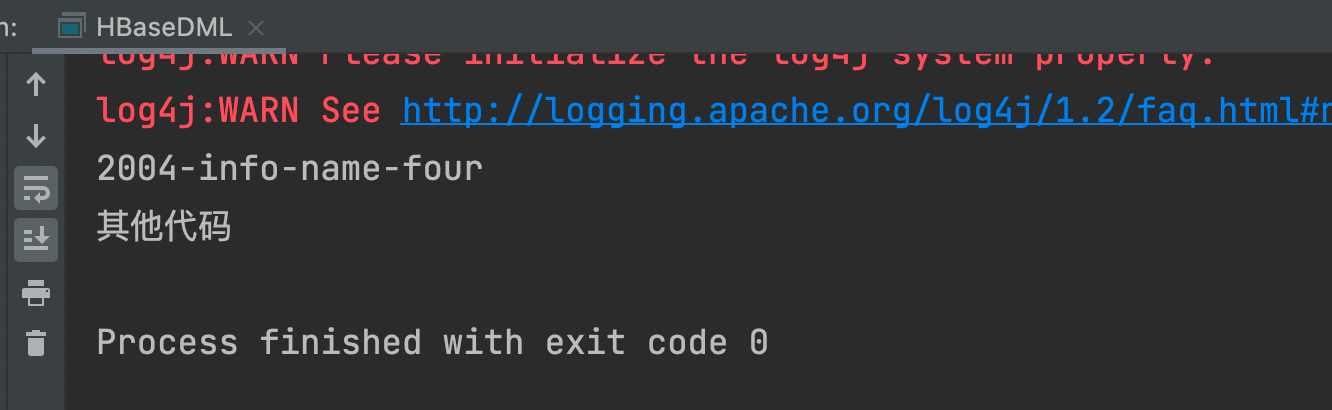 n:
HBaseDML
log4j:WARN Please initialize the log4j system properly.
log4j:WARN See http://logging.apache.org/log4j/1.2/faq.html#n
2004-info-name-four
其他代码
Process finished with exit code 0